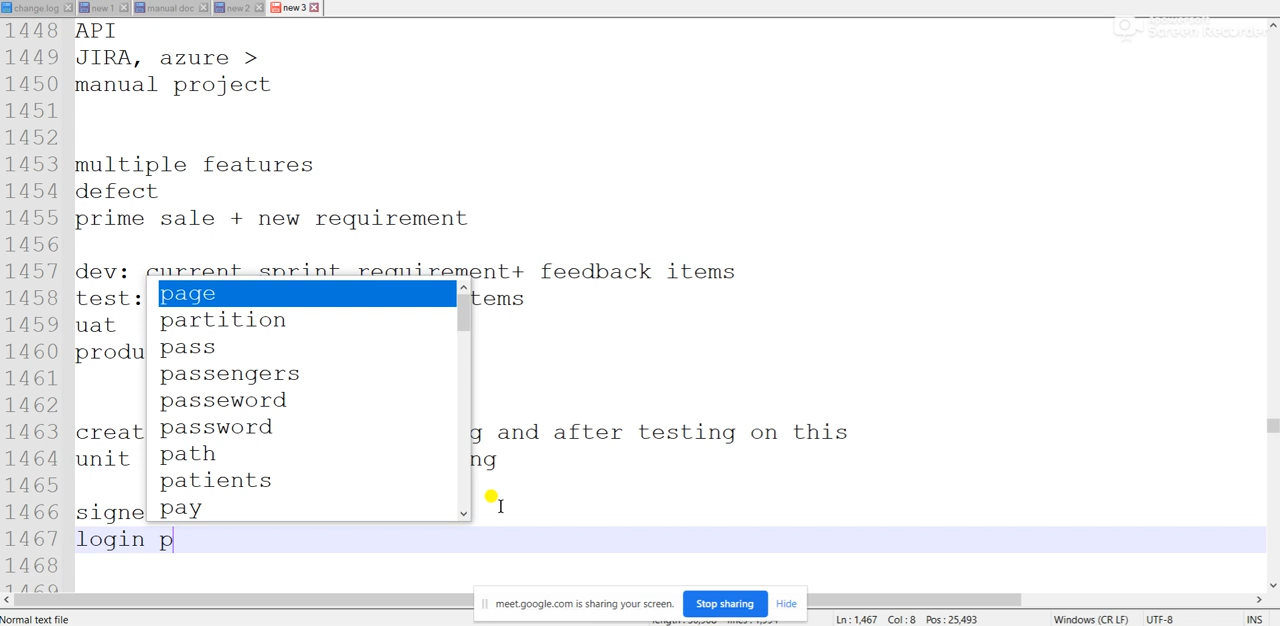 change.log new 1 manual doc new 2 new 3
1448 API
1449 JIRA, azure >
1450 manual project
1451
1452
1453 multiple features
1454 defect
1455 prime sale + new requirement
1456
1457 dev: current sprint requirement+ feedback items
1458 test: tems
1459 uat
1460 produ
1461
1462
1463 creat g and after testing on this
1464 unit ng
1465
1466 signe
1467 login p
1468
1469
page
partition
pass
passengers
passeword
password
path
patients
pay
Screen Recorder
meet.google.com is sharing your screen. Stop sharing Hide
Normal text file Ln : 1,467 Col : 8 Pos : 25,493 Windows (CR LF) UTF-8 INS